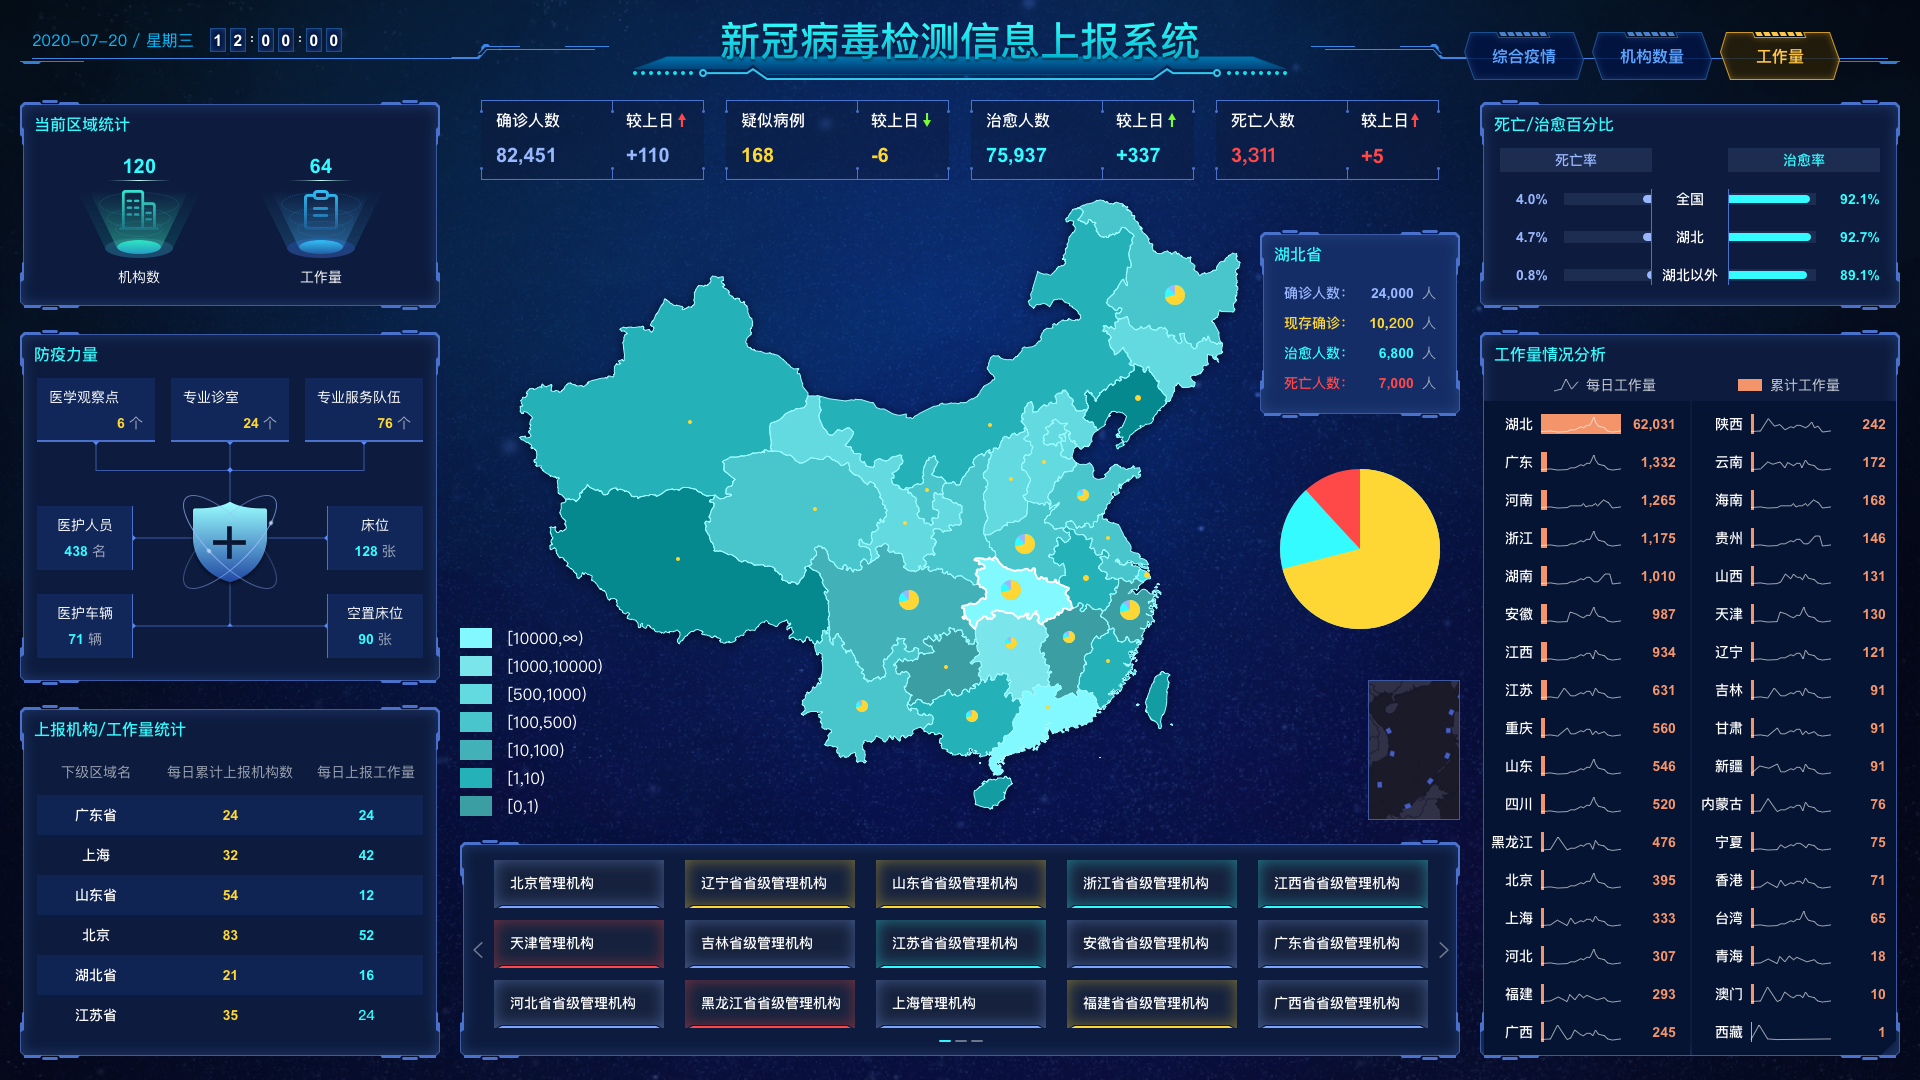 2020-07-20 / 星期三 12:00:00
新冠病毒检测信息上报系统
综合疫情 机构数量 工作量
当前区域统计
120 64
机构数 工作量
防疫力量
医学观察点 专业诊室 专业服务队伍
6 个 24 个 76 个
医护人员 床位
438 名 128 张
医护车辆 空置床位
71 辆 90 张
上报机构/工作量统计
下级区域名 每日累计上报机构数 每日上报工作量
广东省 24 24
上海 32 42
山东省 54 12
北京 83 52
湖北省 21 16
江苏省 35 24
确诊人数 较上日
82,451 +110
疑似病例 较上日
168 -6
治愈人数 较上日
75,937 +337
死亡人数 较上日
3,311 +5
湖北省
确诊人数: 24,000 人
现存确诊: 10,200 人
治愈人数: 6,800 人
死亡人数: 7,000 人
[10000,∞)
[1000,10000)
[500,1000)
[100,500)
[10,100)
[1,10)
[0,1)
北京管理机构 辽宁省省级管理机构 山东省省级管理机构 浙江省省级管理机构 江西省省级管理机构
天津管理机构 吉林省级管理机构 江苏省省级管理机构 安徽省省级管理机构 广东省省级管理机构
河北省省级管理机构 黑龙江省省级管理机构 上海管理机构 福建省省级管理机构 广西省省级管理机构
死亡/治愈百分比
死亡率 治愈率
4.0% 全国 92.1%
4.7% 湖北 92.7%
0.8% 湖北以外 89.1%
工作量情况分析
每日工作量 累计工作量
湖北 62,031 陕西 242
广东 1,332 云南 172
河南 1,265 海南 168
浙江 1,175 贵州 146
湖南 1,010 山西 131
安徽 987 天津 130
江西 934 辽宁 121
江苏 631 吉林 91
重庆 560 甘肃 91
山东 546 新疆 91
四川 520 内蒙古 76
黑龙江 476 宁夏 75
北京 395 香港 71
上海 333 台湾 65
河北 307 青海 18
福建 293 澳门 10
广西 245 西藏 1